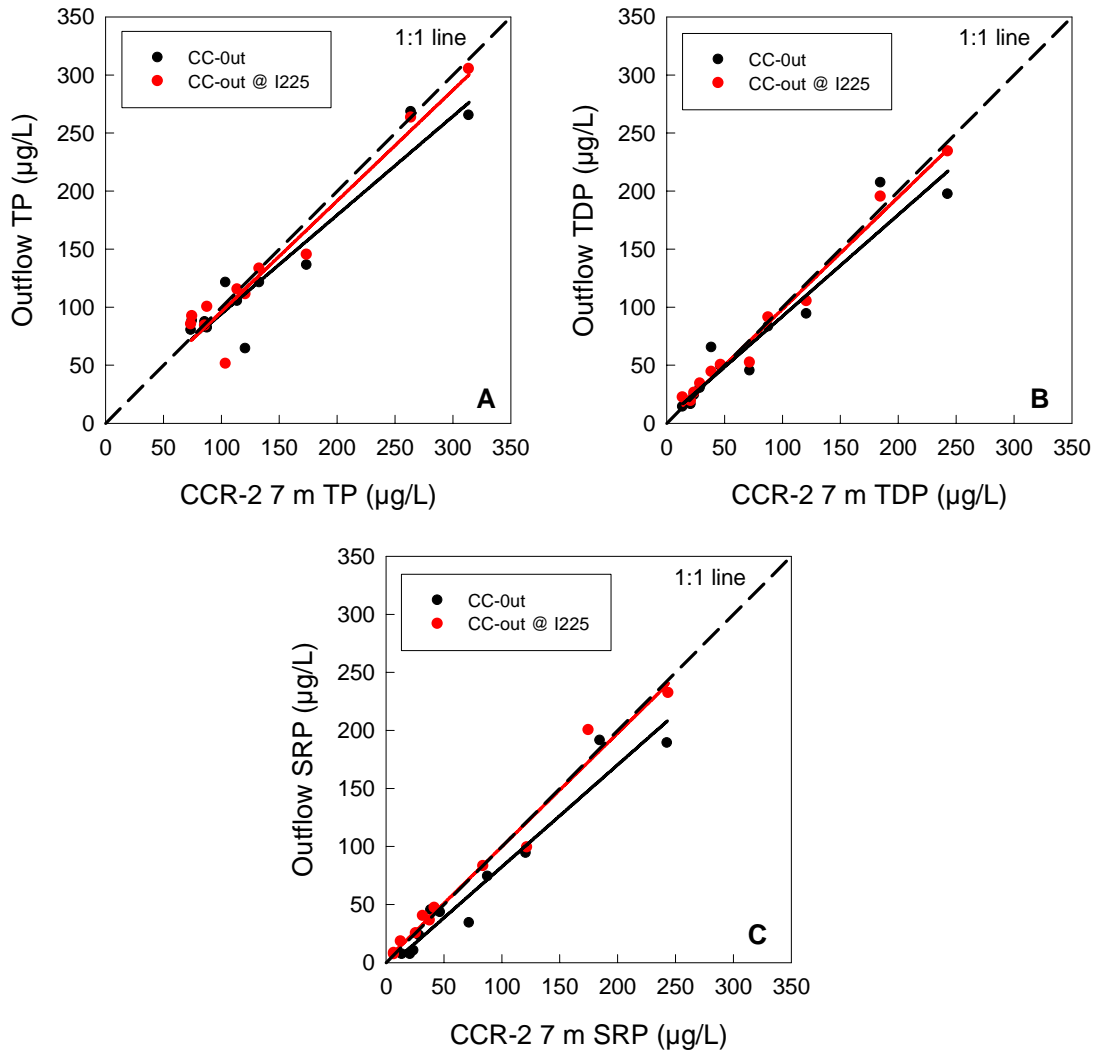 350
300
250
200
150
100
50
0
Outflow TP (µg/L)
CC-0ut
CC-out @ I225
1:1 line
A
0 50 100 150 200 250 300 350
CCR-2 7 m TP (µg/L)
350
300
250
200
150
100
50
0
Outflow TDP (µg/L)
CC-0ut
CC-out @ I225
1:1 line
B
0 50 100 150 200 250 300 350
CCR-2 7 m TDP (µg/L)
350
300
250
200
150
100
50
0
Outflow SRP (µg/L)
CC-0ut
CC-out @ I225
1:1 line
C
0 50 100 150 200 250 300 350
CCR-2 7 m SRP (µg/L)